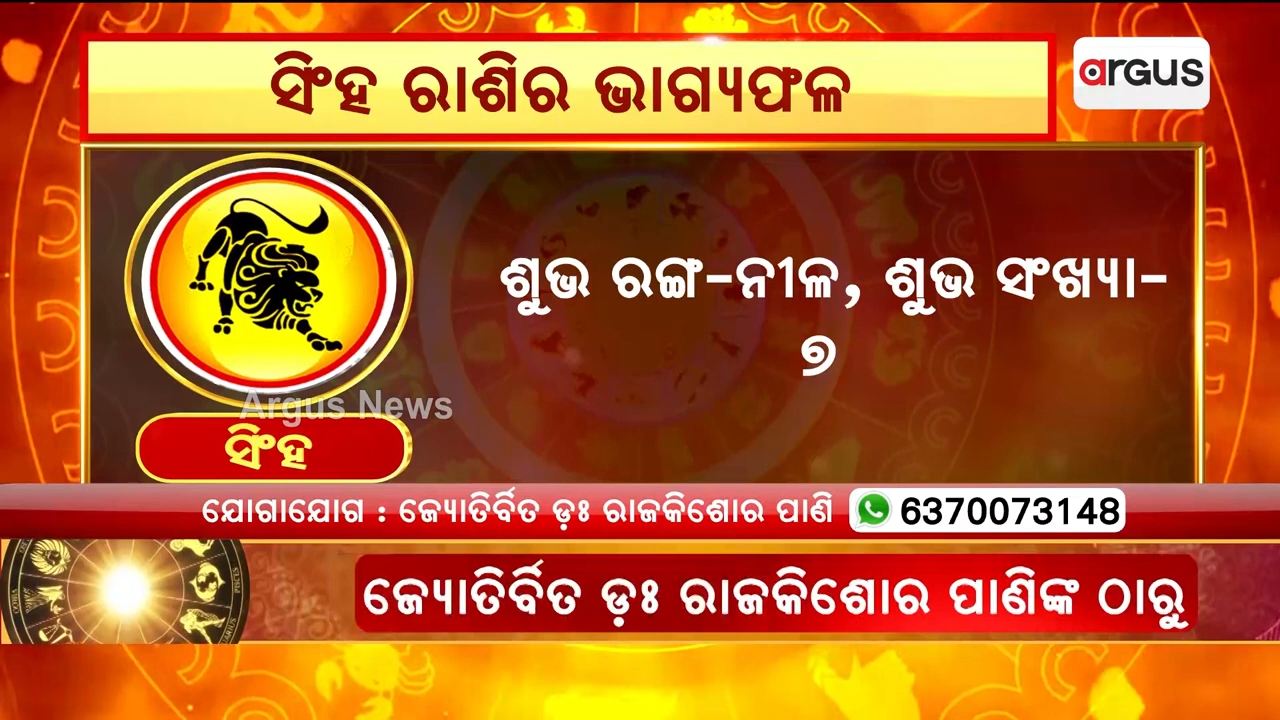 ସିଂହ ରାଶିର ଭାଗ୍ୟଫଳ
argus
ଶୁଭ ରଙ୍ଗ-ନୀଳ, ଶୁଭ ସଂଖ୍ୟା-
୭
Argus News
ସିଂହ
ଯୋଗାଯୋଗ : ଜ୍ୟୋତିର୍ବିତ ଡ଼ଃ ରାଜକିଶୋର ପାଣି 6370073148
ଜ୍ୟୋତିର୍ବିତ ଡ଼ଃ ରାଜକିଶୋର ପାଣିଙ୍କ ଠାରୁ